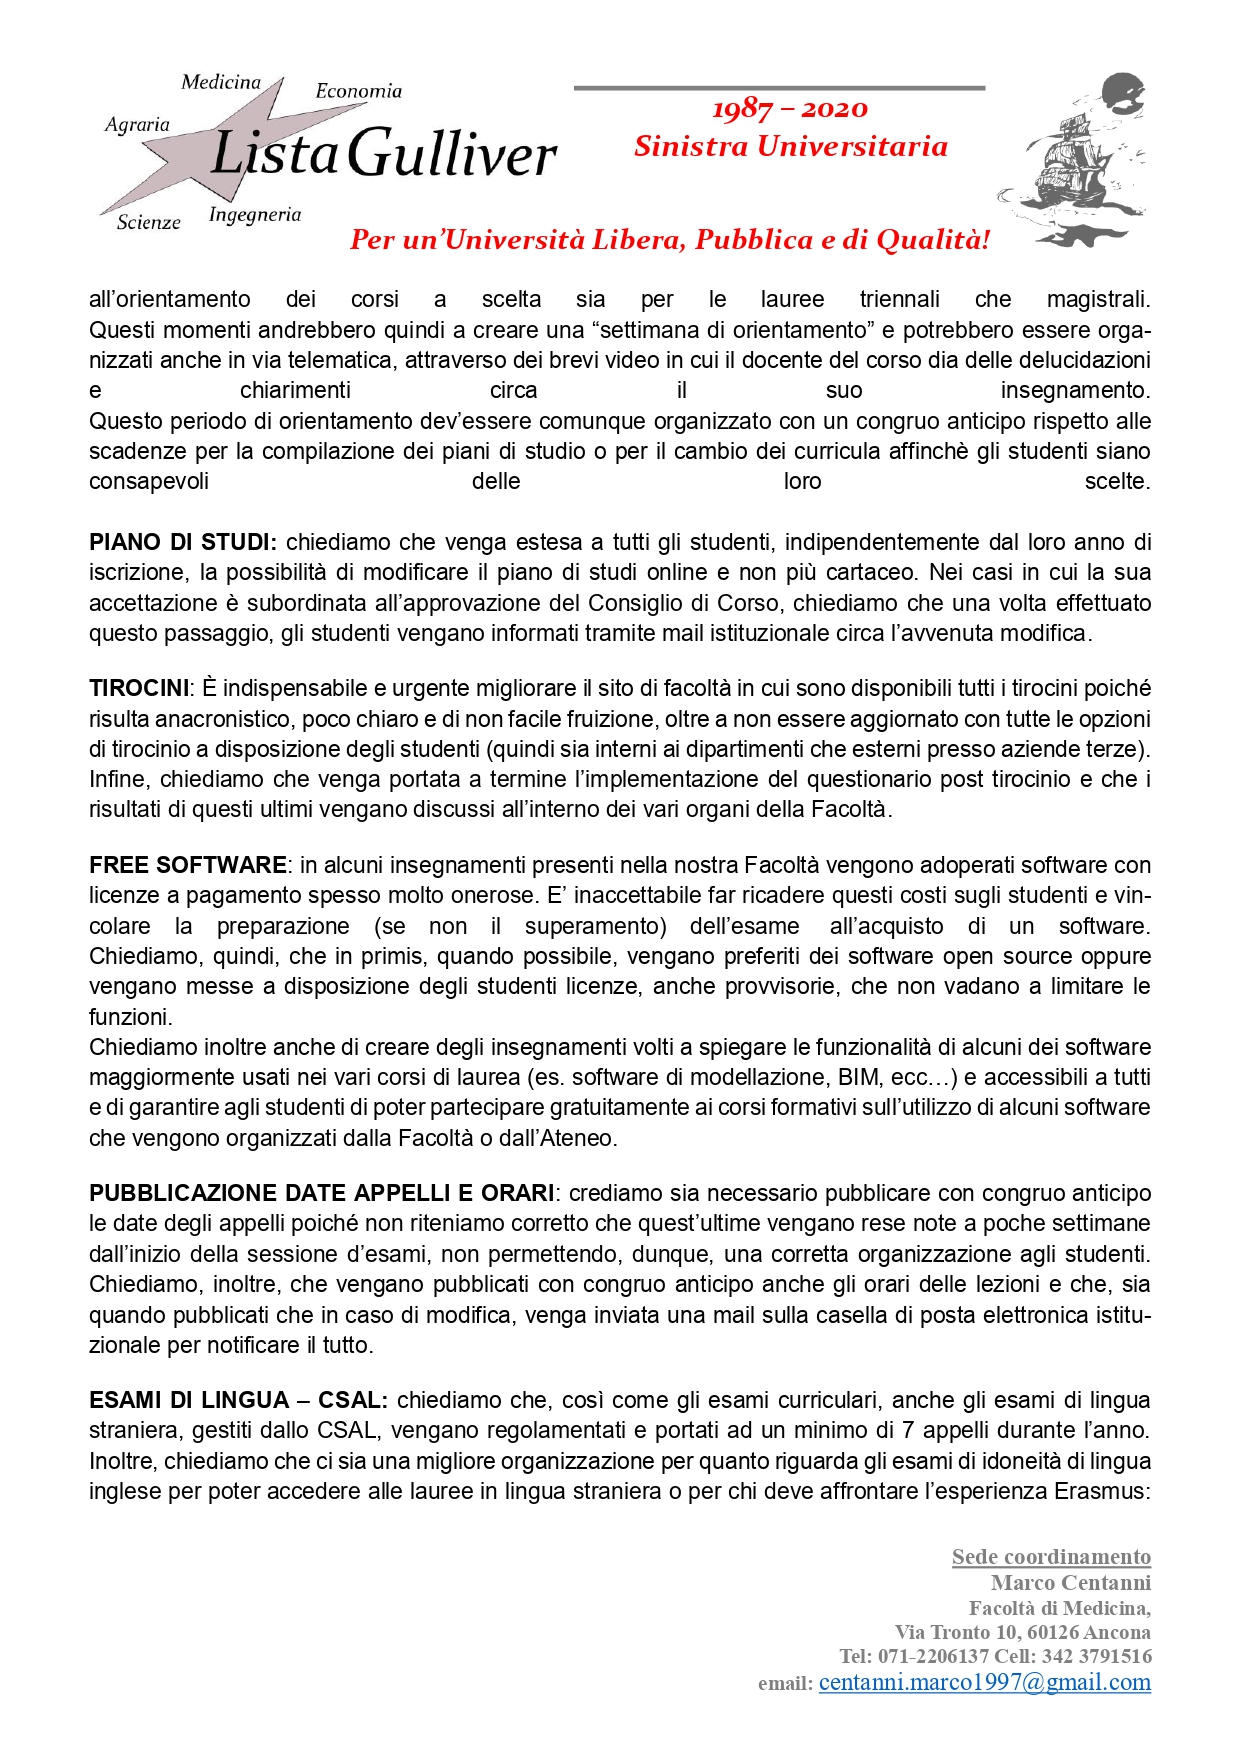 Medicina
Economia
Agraria
Lista Gulliver
Scienze
Ingegneria
1987 – 2020
Sinistra Universitaria
Per un’Università Libera, Pubblica e di Qualità!
all’orientamento dei corsi a scelta sia per le lauree triennali che magistrali.
Questi momenti andrebbero quindi a creare una “settimana di orientamento” e potrebbero essere orga-
nizzati anche in via telematica, attraverso dei brevi video in cui il docente del corso dia delle delucidazioni
e chiarimenti circa il suo insegnamento.
Questo periodo di orientamento dev’essere comunque organizzato con un congruo anticipo rispetto alle
scadenze per la compilazione dei piani di studio o per il cambio dei curricula affinchè gli studenti siano
consapevoli delle loro scelte.
PIANO DI STUDI: chiediamo che venga estesa a tutti gli studenti, indipendentemente dal loro anno di
iscrizione, la possibilità di modificare il piano di studi online e non più cartaceo. Nei casi in cui la sua
accettazione è subordinata all’approvazione del Consiglio di Corso, chiediamo che una volta effettuato
questo passaggio, gli studenti vengano informati tramite mail istituzionale circa l’avvenuta modifica.
TIROCINI: È indispensabile e urgente migliorare il sito di facoltà in cui sono disponibili tutti i tirocini poiché
risulta anacronistico, poco chiaro e di non facile fruizione, oltre a non essere aggiornato con tutte le opzioni
di tirocinio a disposizione degli studenti (quindi sia interni ai dipartimenti che esterni presso aziende terze).
Infine, chiediamo che venga portata a termine l’implementazione del questionario post tirocinio e che i
risultati di questi ultimi vengano discussi all’interno dei vari organi della Facoltà.
FREE SOFTWARE: in alcuni insegnamenti presenti nella nostra Facoltà vengono adoperati software con
licenze a pagamento spesso molto onerose. E’ inaccettabile far ricadere questi costi sugli studenti e vin-
colare la preparazione (se non il superamento) dell’esame all’acquisto di un software.
Chiediamo, quindi, che in primis, quando possibile, vengano preferiti dei software open source oppure
vengano messe a disposizione degli studenti licenze, anche provvisorie, che non vadano a limitare le
funzioni.
Chiediamo inoltre anche di creare degli insegnamenti volti a spiegare le funzionalità di alcuni dei software
maggiormente usati nei vari corsi di laurea (es. software di modellazione, BIM, ecc…) e accessibili a tutti
e di garantire agli studenti di poter partecipare gratuitamente ai corsi formativi sull’utilizzo di alcuni software
che vengono organizzati dalla Facoltà o dall’Ateneo.
PUBBLICAZIONE DATE APPELLI E ORARI: crediamo sia necessario pubblicare con congruo anticipo
le date degli appelli poiché non riteniamo corretto che quest’ultime vengano rese note a poche settimane
dall’inizio della sessione d’esami, non permettendo, dunque, una corretta organizzazione agli studenti.
Chiediamo, inoltre, che vengano pubblicati con congruo anticipo anche gli orari delle lezioni e che, sia
quando pubblicati che in caso di modifica, venga inviata una mail sulla casella di posta elettronica istitu-
zionale per notificare il tutto.
ESAMI DI LINGUA – CSAL: chiediamo che, così come gli esami curriculari, anche gli esami di lingua
straniera, gestiti dallo CSAL, vengano regolamentati e portati ad un minimo di 7 appelli durante l’anno.
Inoltre, chiediamo che ci sia una migliore organizzazione per quanto riguarda gli esami di idoneità di lingua
inglese per poter accedere alle lauree in lingua straniera o per chi deve affrontare l’esperienza Erasmus:
Sede coordinamento
Marco Centanni
Facoltà di Medicina,
Via Tronto 10, 60126 Ancona
Tel: 071-2206137 Cell: 342 3791516
email: centanni.marco1997@gmail.com